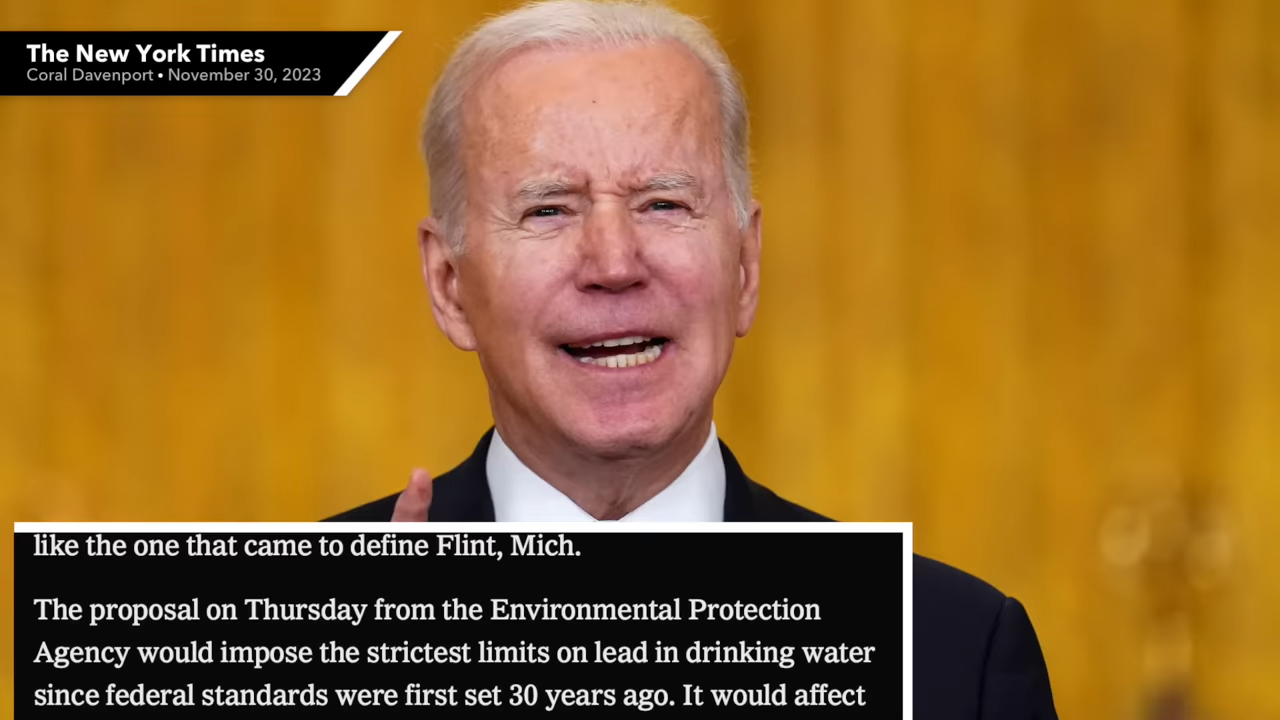 The New York Times
Coral Davenport • November 30, 2023
like the one that came to define Flint, Mich.
The proposal on Thursday from the Environmental Protection
Agency would impose the strictest limits on lead in drinking water
since federal standards were first set 30 years ago. It would affect